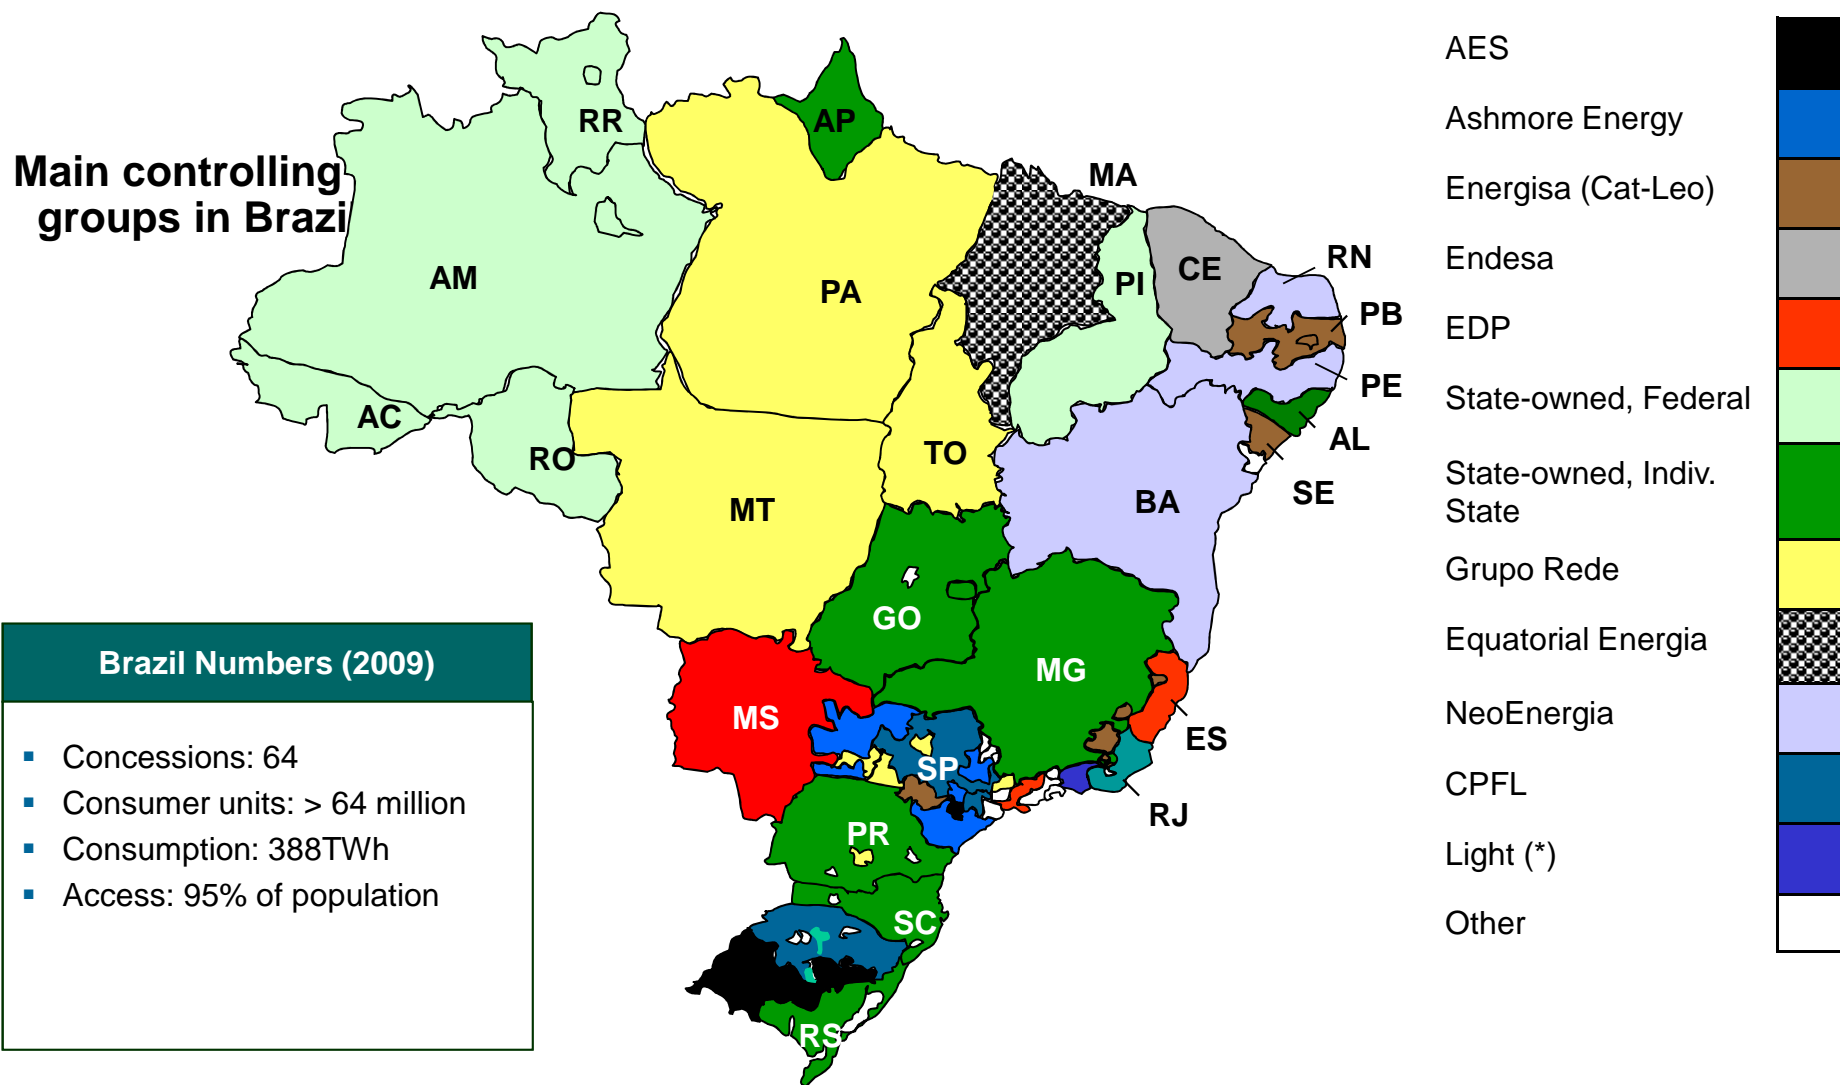 Main controlling
groups in Brazi
RR
AP
AM
PA
MA
PI
CE
RN
PB
PE
AL
SE
AC
RO
TO
MT
BA
GO
MG
MS
ES
SP
RJ
PR
SC
RS
Brazil Numbers (2009)
▪ Concessions: 64
▪ Consumer units: > 64 million
▪ Consumption: 388TWh
▪ Access: 95% of population
AES
Ashmore Energy
Energisa (Cat-Leo)
Endesa
EDP
State-owned, Federal
State-owned, Indiv.
State
Grupo Rede
Equatorial Energia
NeoEnergia
CPFL
Light (*)
Other